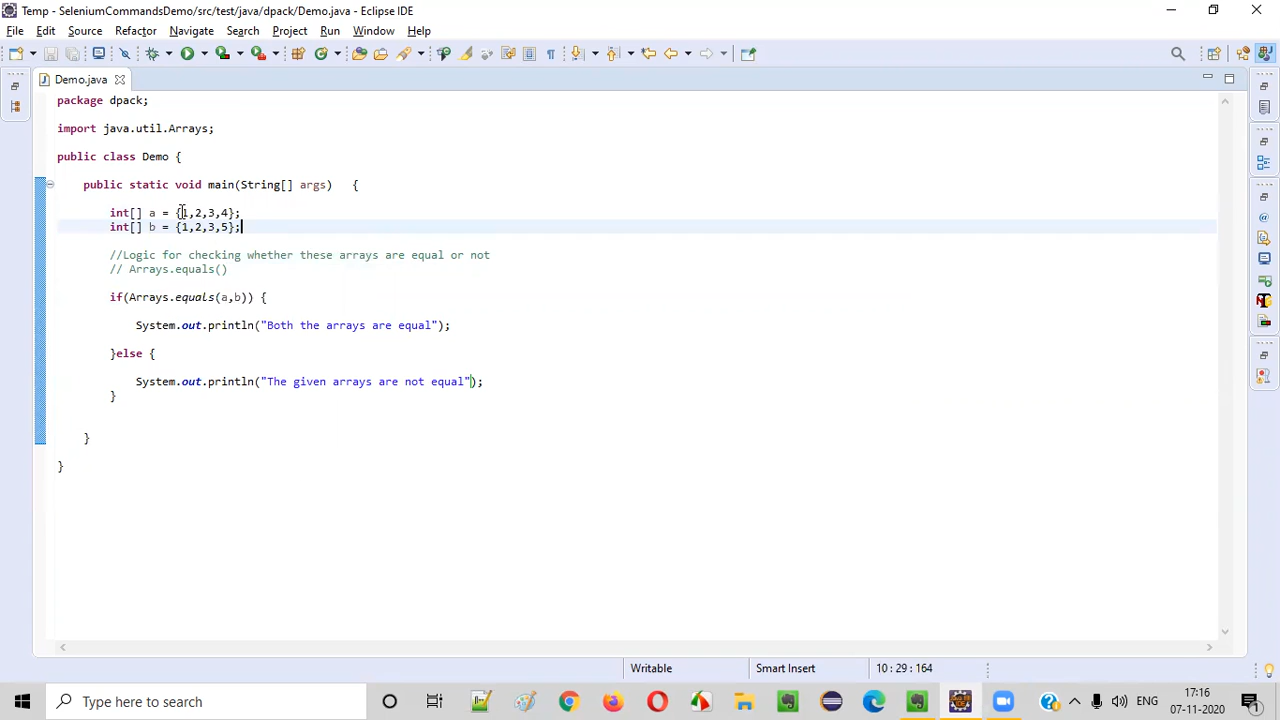 Temp - SeleniumCommandsDemo/src/test/java/dpack/Demo.java - Eclipse IDE
File Edit Source Refactor Navigate Search Project Run Window Help
Demo.java
package dpack;
import java.util.Arrays;
public class Demo {
public static void main(String[] args) {
int[] a = {1,2,3,4};
int[] b = {1,2,3,5};
//Logic for checking whether these arrays are equal or not
// Arrays.equals()
if(Arrays.equals(a,b)) {
System.out.println("Both the arrays are equal");
}else {
System.out.println("The given arrays are not equal");
}
}
}
Writable Smart Insert 10 : 29 : 164
Type here to search
ENG
17:16
07-11-2020